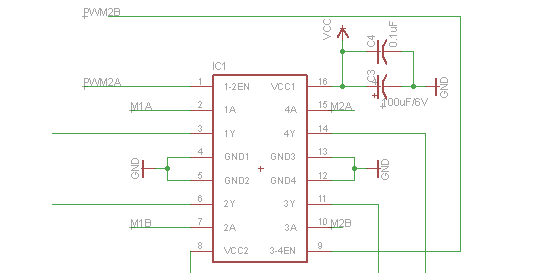 PWM2B
VCC
C4
0.1uF
IC1
PWM2A
1
1-2EN
VCC1
16
C3
+
100uF/6V
GND
M1A
2
1A
4A
15
M2A
3
1Y
4Y
14
GND
4
GND1
GND3
13
GND
5
GND2
GND4
12
6
2Y
3Y
11
M1B
7
2A
3A
10
M2B
8
VCC2
3-4EN
9